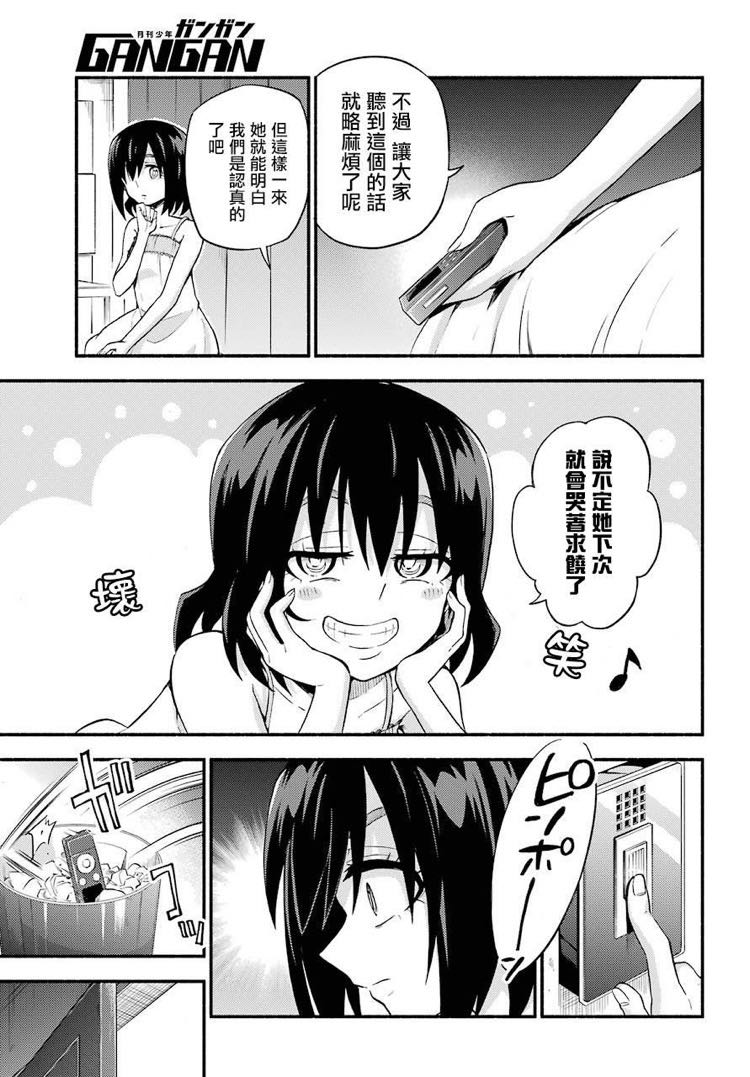 月刊少年
ガンガン
GANGAN
不過 讓大家
聽到這個的話
就略麻煩了呢
但這樣一來
她就能明白
我們是認真的
了吧
說不定她下次
就會哭著求饒了
壞
笑
♪
ピンポーン
ガサッ